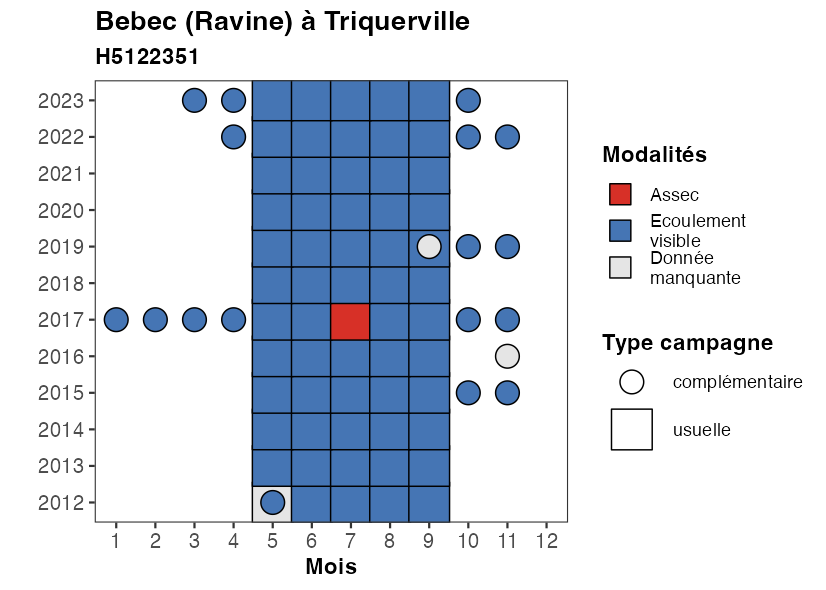 Bebec (Ravine) à Triquerville
H5122351
2023
2022
2021
2020
2019
2018
2017
2016
2015
2014
2013
2012
1 2 3 4 5 6 7 8 9 10 11 12
Mois
Modalités
Assec
Ecoulement
visible
Donnée
manquante
Type campagne
complémentaire
usuelle